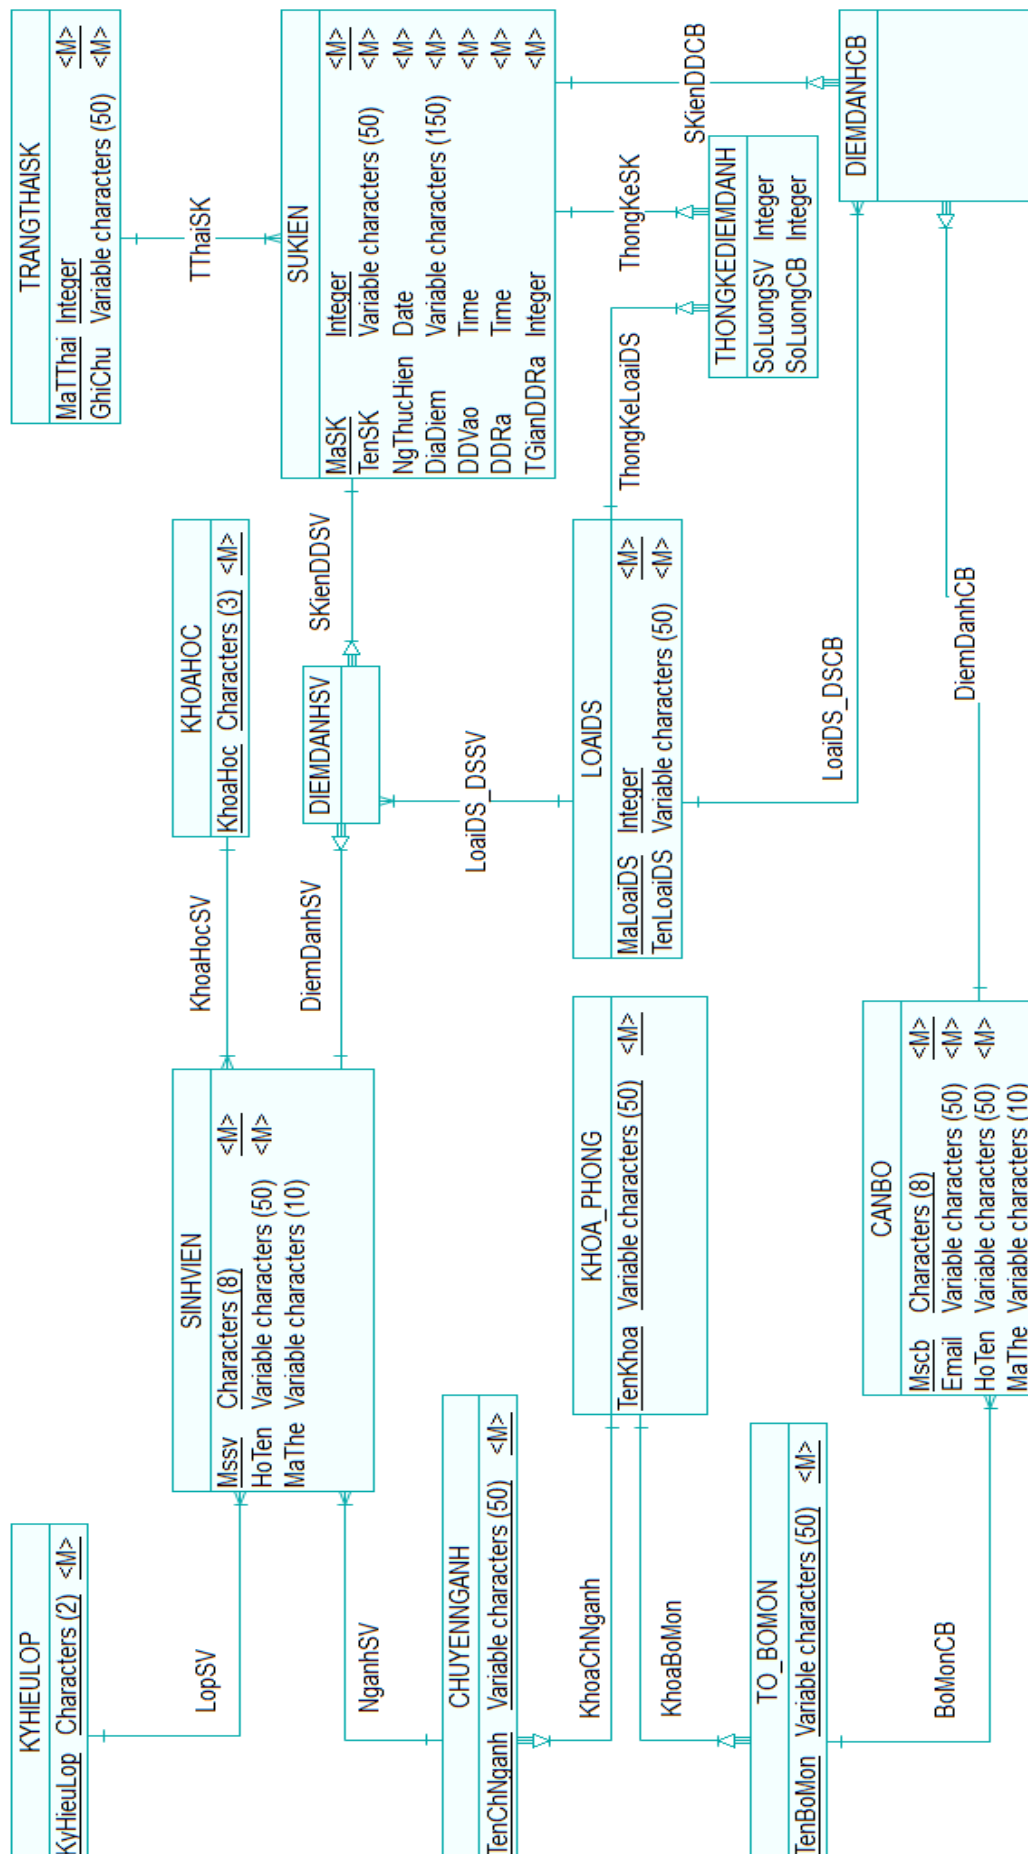 KYHIEULOP
KyHieuLop Characters (2) <M>
LopSV
SINHVIEN
Mssv Characters (8) <M>
HoTen Variable characters (50) <M>
MaThe Variable characters (10)
KhoaHocSV
KHOAHOC
KhoaHoc Characters (3) <M>
TRANGTHAISK
MaTThai Integer <M>
GhiChu Variable characters (50) <M>
TThaiSK
NganhSV
DiemDanhSV
DIEMDANHSV
SKienDDSV
SUKIEN
MaSK Integer <M>
TenSK Variable characters (50) <M>
NgThucHien Date <M>
DiaDiem Variable characters (150) <M>
DDVao Time <M>
DDRa Time <M>
TGianDDRa Integer <M>
CHUYENNGANH
TenChNganh Variable characters (50) <M>
LoaiDS_DSSV
KhoaChNganh
KHOA_PHONG
TenKhoa Variable characters (50) <M>
LOAIDS
MaLoaiDS Integer <M>
TenLoaiDS Variable characters (50) <M>
ThongKeLoaiDS
ThongKeSK
SKienDDCB
KhoaBoMon
THONGKEDIEMDANH
SoLuongSV Integer
SoLuongCB Integer
TO_BOMON
TenBoMon Variable characters (50) <M>
LoaiDS_DSCB
DIEMDANHCB
BoMonCB
CANBO
Mscb Characters (8) <M>
Email Variable characters (50) <M>
HoTen Variable characters (50) <M>
MaThe Variable characters (10)
DiemDanhCB